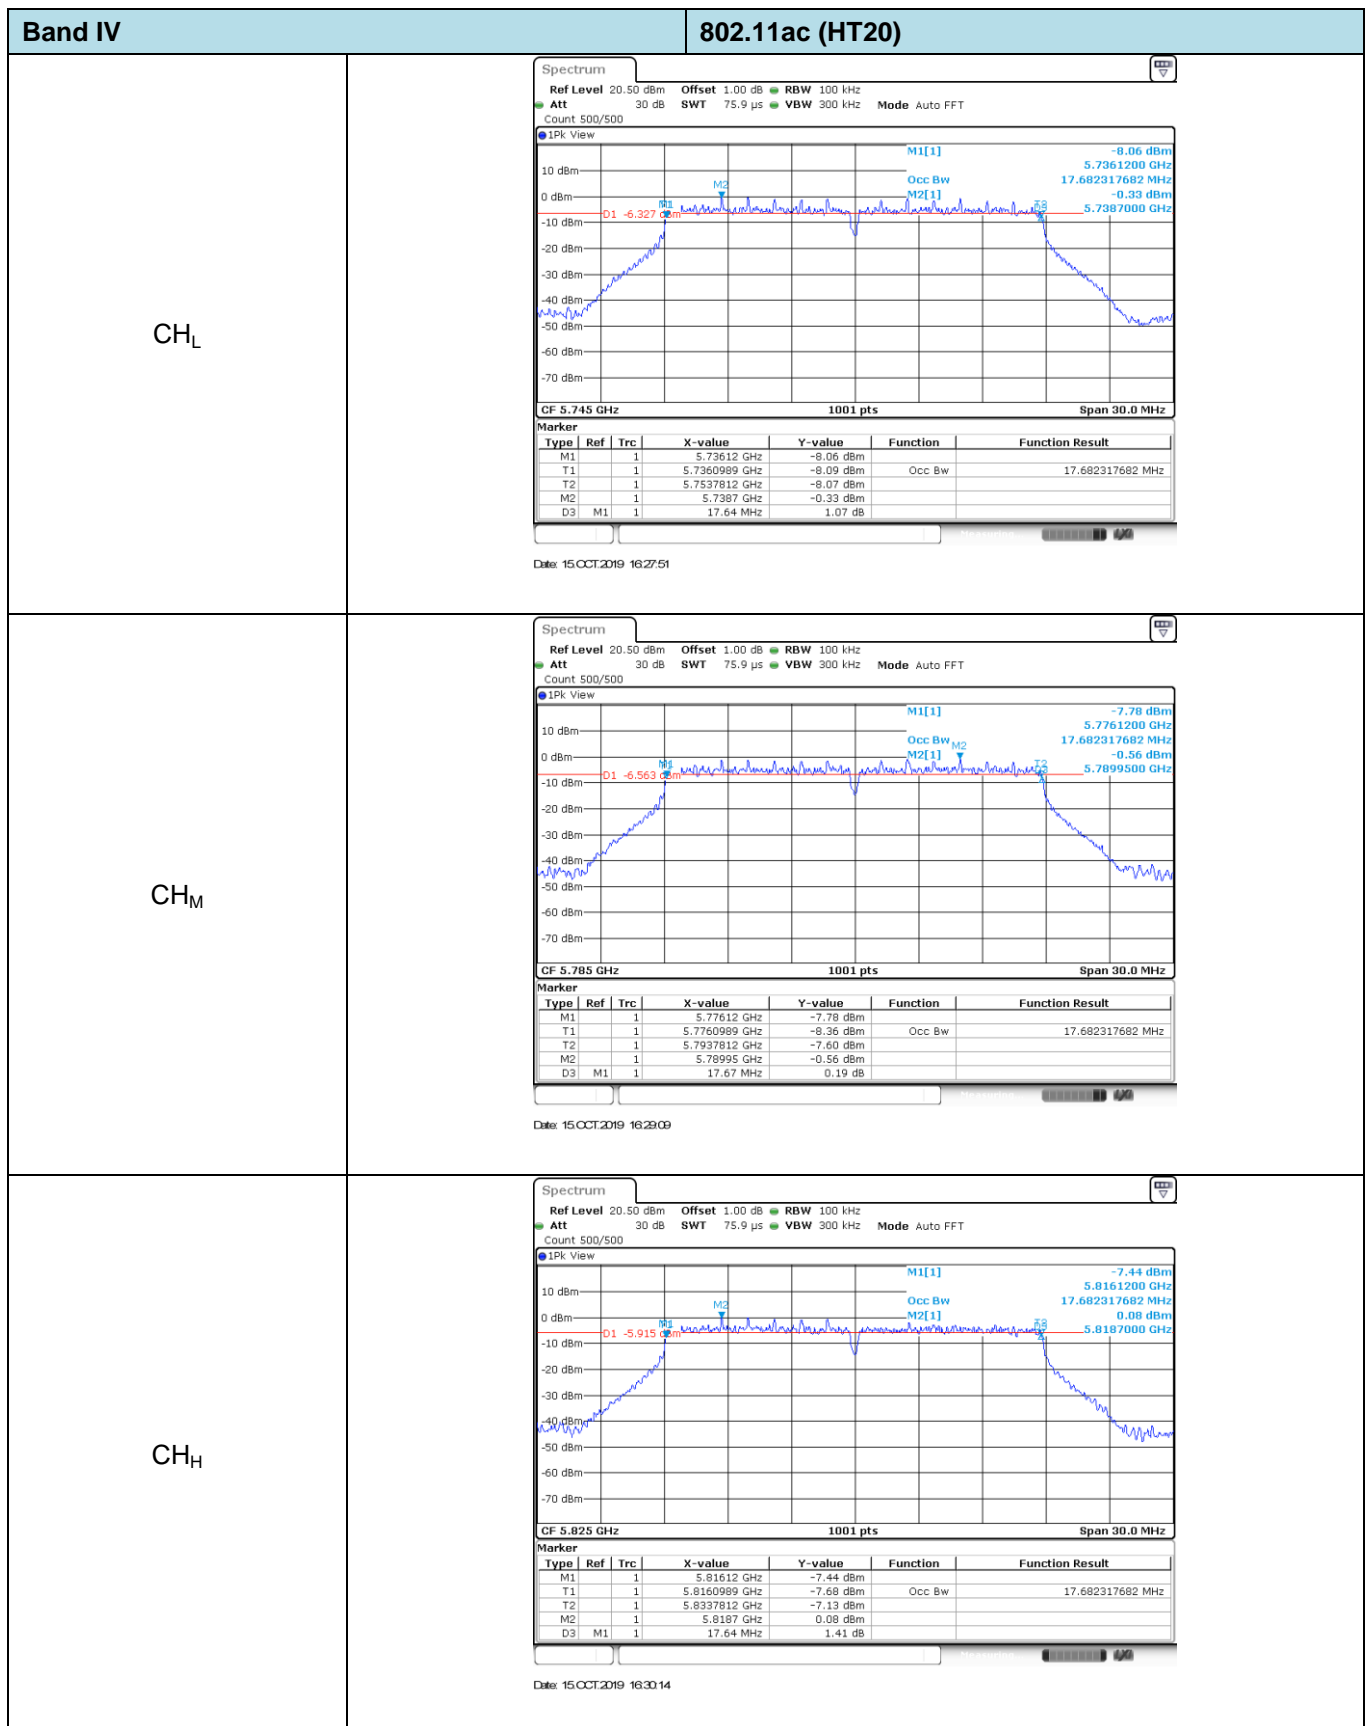 Band IV 802.11ac (HT20)
CHL
Spectrum
Ref Level 20.50 dBm Offset 1.00 dB RBW 100 kHz
Att 30 dB SWT 75.9 µs VBW 300 kHz Mode Auto FFT
Count 500/500
1Pk View
M1[1] -8.06 dBm
5.7361200 GHz
10 dBm
Occ Bw 17.682317682 MHz
M2
0 dBm M2[1] -0.33 dBm
5.7387000 GHz
D1 -6.327 dBm
-10 dBm
-20 dBm
-30 dBm
-40 dBm
-50 dBm
-60 dBm
-70 dBm
CF 5.745 GHz 1001 pts Span 30.0 MHz
Marker
Type Ref Trc X-value Y-value Function Function Result
M1 1 5.73612 GHz -8.06 dBm
T1 1 5.7360989 GHz -8.09 dBm Occ Bw 17.682317682 MHz
T2 1 5.7537812 GHz -8.07 dBm
M2 1 5.7387 GHz -0.33 dBm
D3 M1 1 17.64 MHz 1.07 dB
Date: 15.OCT.2019 16:27:51
CHM
Spectrum
Ref Level 20.50 dBm Offset 1.00 dB RBW 100 kHz
Att 30 dB SWT 75.9 µs VBW 300 kHz Mode Auto FFT
Count 500/500
1Pk View
M1[1] -7.78 dBm
5.7761200 GHz
10 dBm
Occ Bw 17.682317682 MHz
M2
0 dBm M2[1] -0.56 dBm
5.7899500 GHz
D1 -6.563 dBm
-10 dBm
-20 dBm
-30 dBm
-40 dBm
-50 dBm
-60 dBm
-70 dBm
CF 5.785 GHz 1001 pts Span 30.0 MHz
Marker
Type Ref Trc X-value Y-value Function Function Result
M1 1 5.77612 GHz -7.78 dBm
T1 1 5.7760989 GHz -8.36 dBm Occ Bw 17.682317682 MHz
T2 1 5.7937812 GHz -7.60 dBm
M2 1 5.78995 GHz -0.56 dBm
D3 M1 1 17.67 MHz 0.19 dB
Date: 15.OCT.2019 16:29:09
CHH
Spectrum
Ref Level 20.50 dBm Offset 1.00 dB RBW 100 kHz
Att 30 dB SWT 75.9 µs VBW 300 kHz Mode Auto FFT
Count 500/500
1Pk View
M1[1] -7.44 dBm
5.8161200 GHz
10 dBm
Occ Bw 17.682317682 MHz
M2
0 dBm M2[1] 0.08 dBm
5.8187000 GHz
D1 -5.915 dBm
-10 dBm
-20 dBm
-30 dBm
-40 dBm
-50 dBm
-60 dBm
-70 dBm
CF 5.825 GHz 1001 pts Span 30.0 MHz
Marker
Type Ref Trc X-value Y-value Function Function Result
M1 1 5.81612 GHz -7.44 dBm
T1 1 5.8160989 GHz -7.68 dBm Occ Bw 17.682317682 MHz
T2 1 5.8337812 GHz -7.13 dBm
M2 1 5.8187 GHz 0.08 dBm
D3 M1 1 17.64 MHz 1.41 dB
Date: 15.OCT.2019 16:30:14